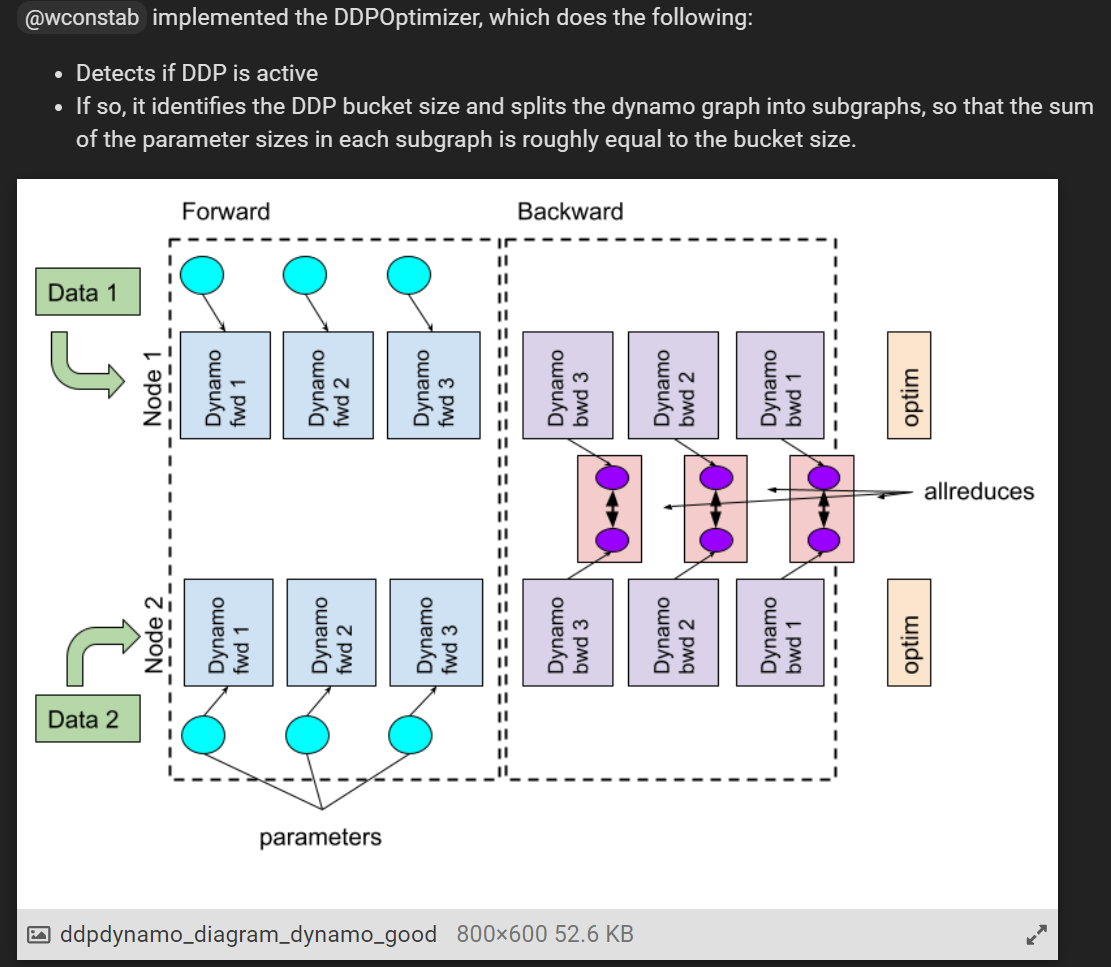 @wconstab implemented the DDPOptimizer, which does the following:
• Detects if DDP is active
• If so, it identifies the DDP bucket size and splits the dynamo graph into subgraphs, so that the sum
of the parameter sizes in each subgraph is roughly equal to the bucket size.
Forward
Backward
Data 1
Node 1
Dynamo
fwd 1
Dynamo
fwd 2
Dynamo
fwd 3
Dynamo
bwd 3
Dynamo
bwd 2
Dynamo
bwd 1
optim
allreduces
Data 2
Node 2
Dynamo
fwd 1
Dynamo
fwd 2
Dynamo
fwd 3
Dynamo
bwd 3
Dynamo
bwd 2
Dynamo
bwd 1
optim
parameters
ddpdynamo_diagram_dynamo_good 800×600 52.6 KB